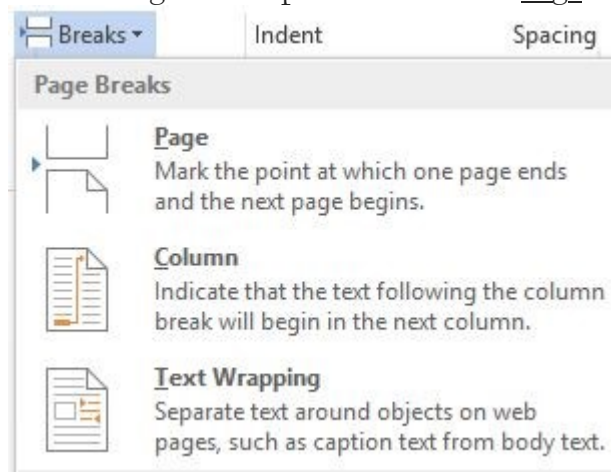 Breaks Indent Spacing
Page Breaks
Page
Mark the point at which one page ends
and the next page begins.
Column
Indicate that the text following the column
break will begin in the next column.
Text Wrapping
Separate text around objects on web
pages, such as caption text from body text.